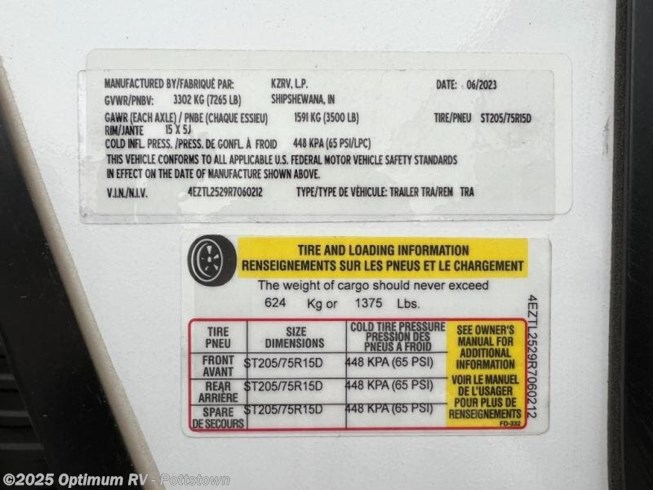 MANUFACTURED BY/FABRIQUÉ PAR: KZRV, L.P. DATE: 06/2023
GVWR/PNBV: 3302 KG (7265 LB) SHIPSHEWANA, IN
GAWR (EACH AXLE) / PNBE (CHAQUE ESSIEU) 1591 KG (3500 LB) TIRE/PNEU ST205/75R15D
RIM/JANTE 15 X 5J
COLD INFL. PRESS. /PRESS. DE GONFL. À FROID 448 KPA (65 PSI/LPC)
THIS VEHICLE CONFORMS TO ALL APPLICABLE U.S. FEDERAL MOTOR VEHICLE SAFETY STANDARDS
IN EFFECT ON THE DATE OF MANUFACTURE SHOWN ABOVE.
V.I.N./N.I.V. 4EZTL2529R7060212 TYPE/TYPE DE VÉHICULE: TRAILER TRA/REM TRA
TIRE AND LOADING INFORMATION
RENSEIGNEMENTS SUR LES PNEUS ET LE CHARGEMENT
The weight of cargo should never exceed
624 Kg or 1375 Lbs.
TIRE
PNEU
SIZE
DIMENSIONS
COLD TIRE PRESSURE
PRESSION DES
PNEUS A FROID
FRONT
AVANT
ST205/75R15D
448 KPA (65 PSI)
REAR
ARRIÈRE
ST205/75R15D
448 KPA (65 PSI)
SPARE
DE SECOURS
ST205/75R15D
448 KPA (65 PSI)
SEE OWNER'S
MANUAL FOR
ADDITIONAL
INFORMATION
VOIR LE MANUEL
DE L'USAGER
POUR PLUS DE
RENSEIGNEMENTS
FD-332
4EZTL2529R7060212
©2025 Optimum RV - Pottstown